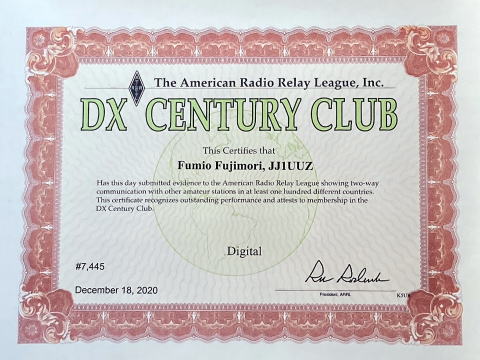 The American Radio Relay League, Inc.
DX CENTURY CLUB
This Certifies that
Fumio Fujimori, JJ1UUZ
Has this day submitted evidence to the American Radio Relay League showing two-way
communication with other amateur stations in at least one hundred different countries.
This certificate recognizes outstanding performance and attests to membership in the
DX Century Club.
Digital
#7,445
December 18, 2020
President, ARRL